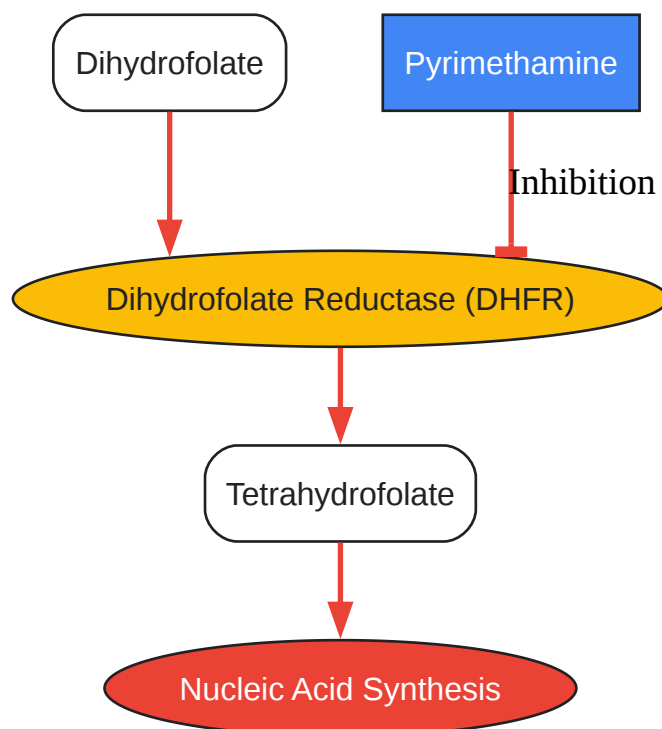 Dihydrofolate
Pyrimethamine
Inhibition
Dihydrofolate Reductase (DHFR)
Tetrahydrofolate
Nucleic Acid Synthesis